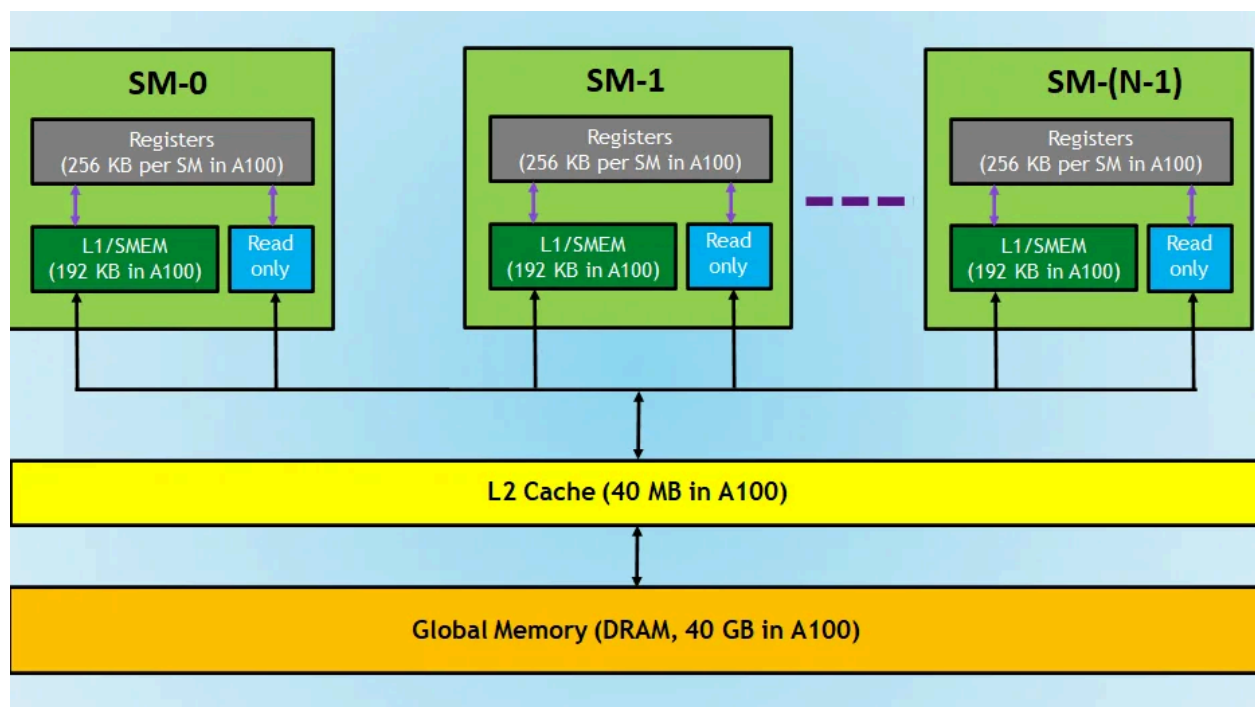 SM-0
Registers
(256 KB per SM in A100)
L1/SMEM
(192 KB in A100)
Read
only
SM-1
Registers
(256 KB per SM in A100)
L1/SMEM
(192 KB in A100)
Read
only
SM-(N-1)
Registers
(256 KB per SM in A100)
L1/SMEM
(192 KB in A100)
Read
only
L2 Cache (40 MB in A100)
Global Memory (DRAM, 40 GB in A100)